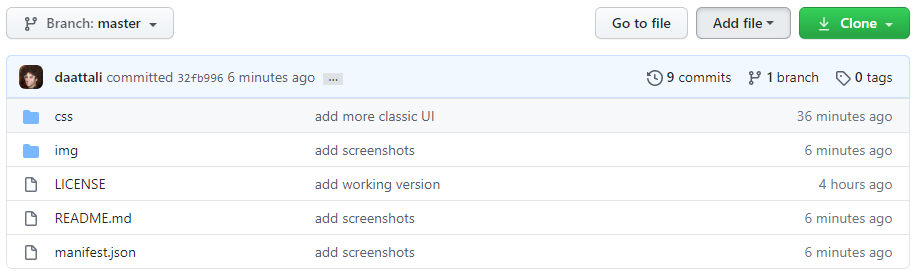 Branch: master Go to file Add file Clone
daattali committed 32fb996 6 minutes ago ... 9 commits 1 branch 0 tags
css add more classic UI 36 minutes ago
img add screenshots 6 minutes ago
LICENSE add working version 4 hours ago
README.md add screenshots 6 minutes ago
manifest.json add screenshots 6 minutes ago